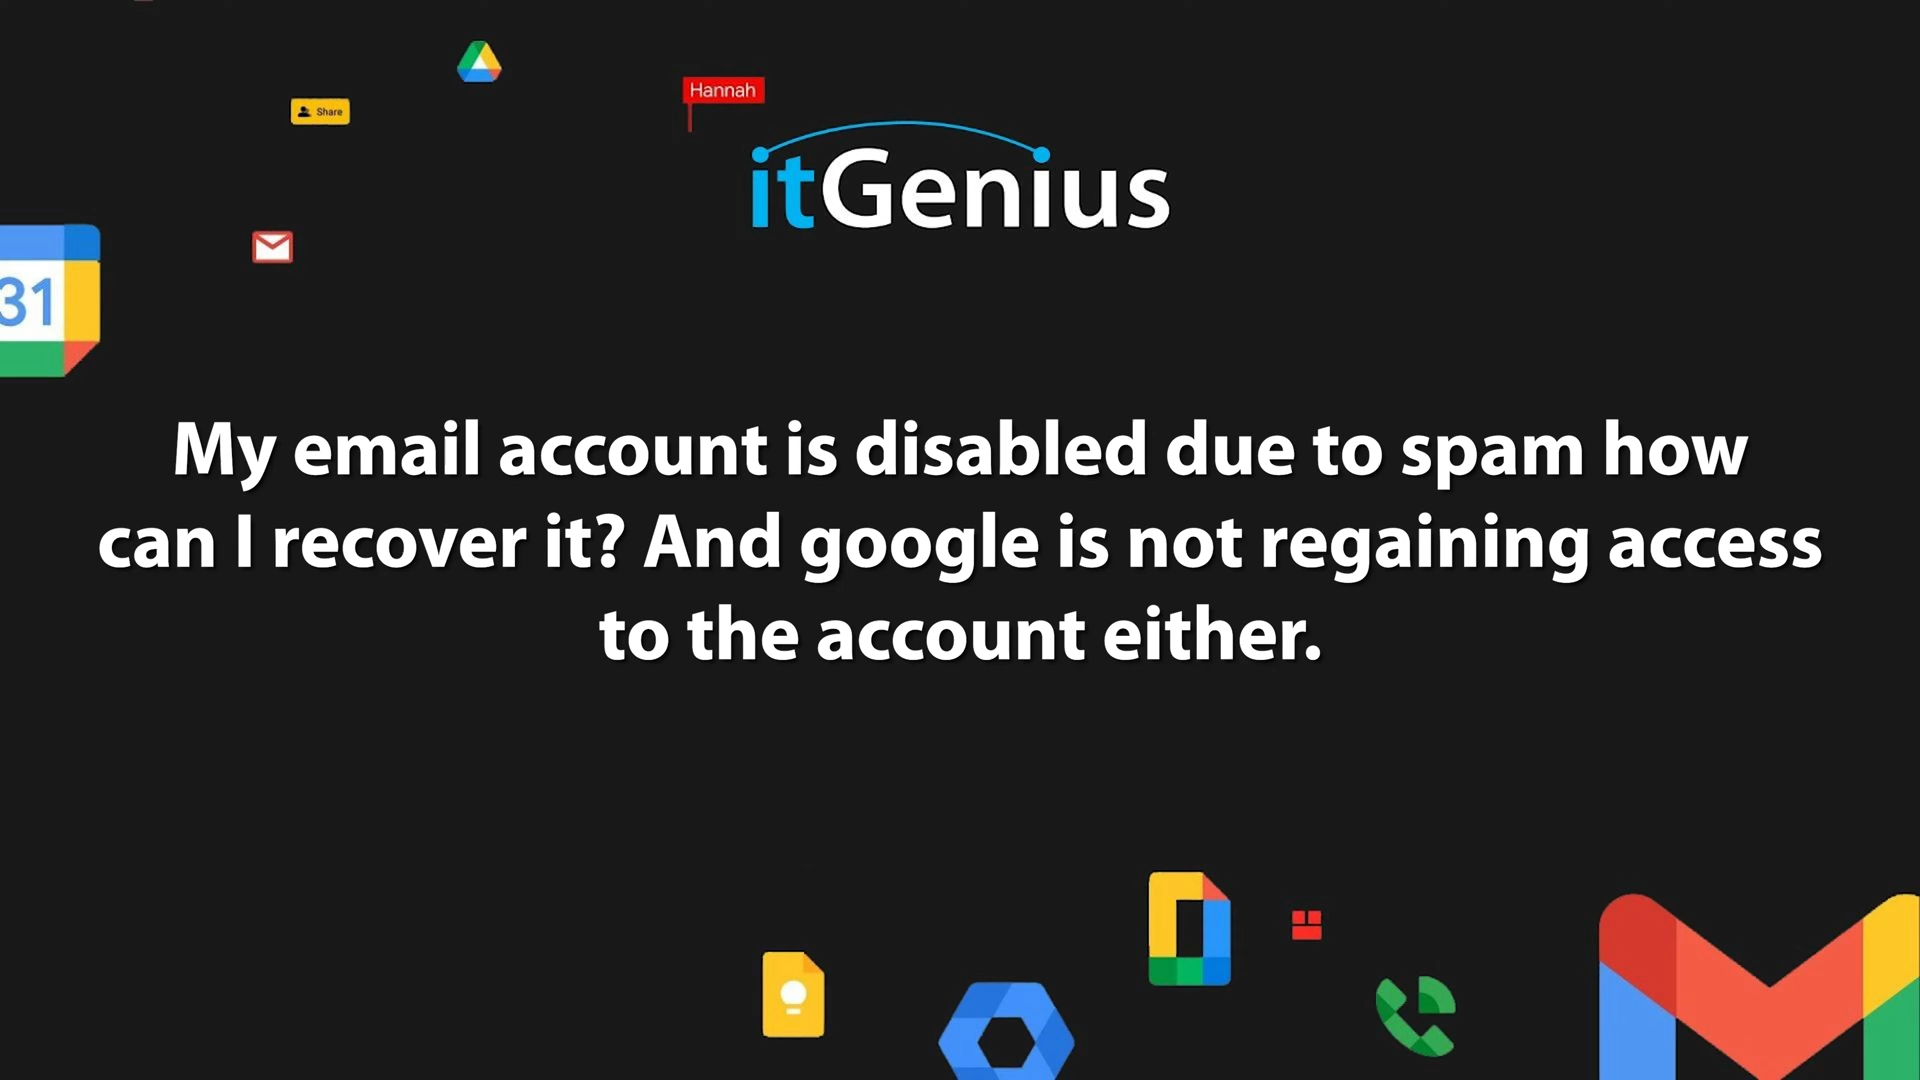 Hannah
Share
itGenius
31
My email account is disabled due to spam how
can I recover it? And google is not regaining access
to the account either.